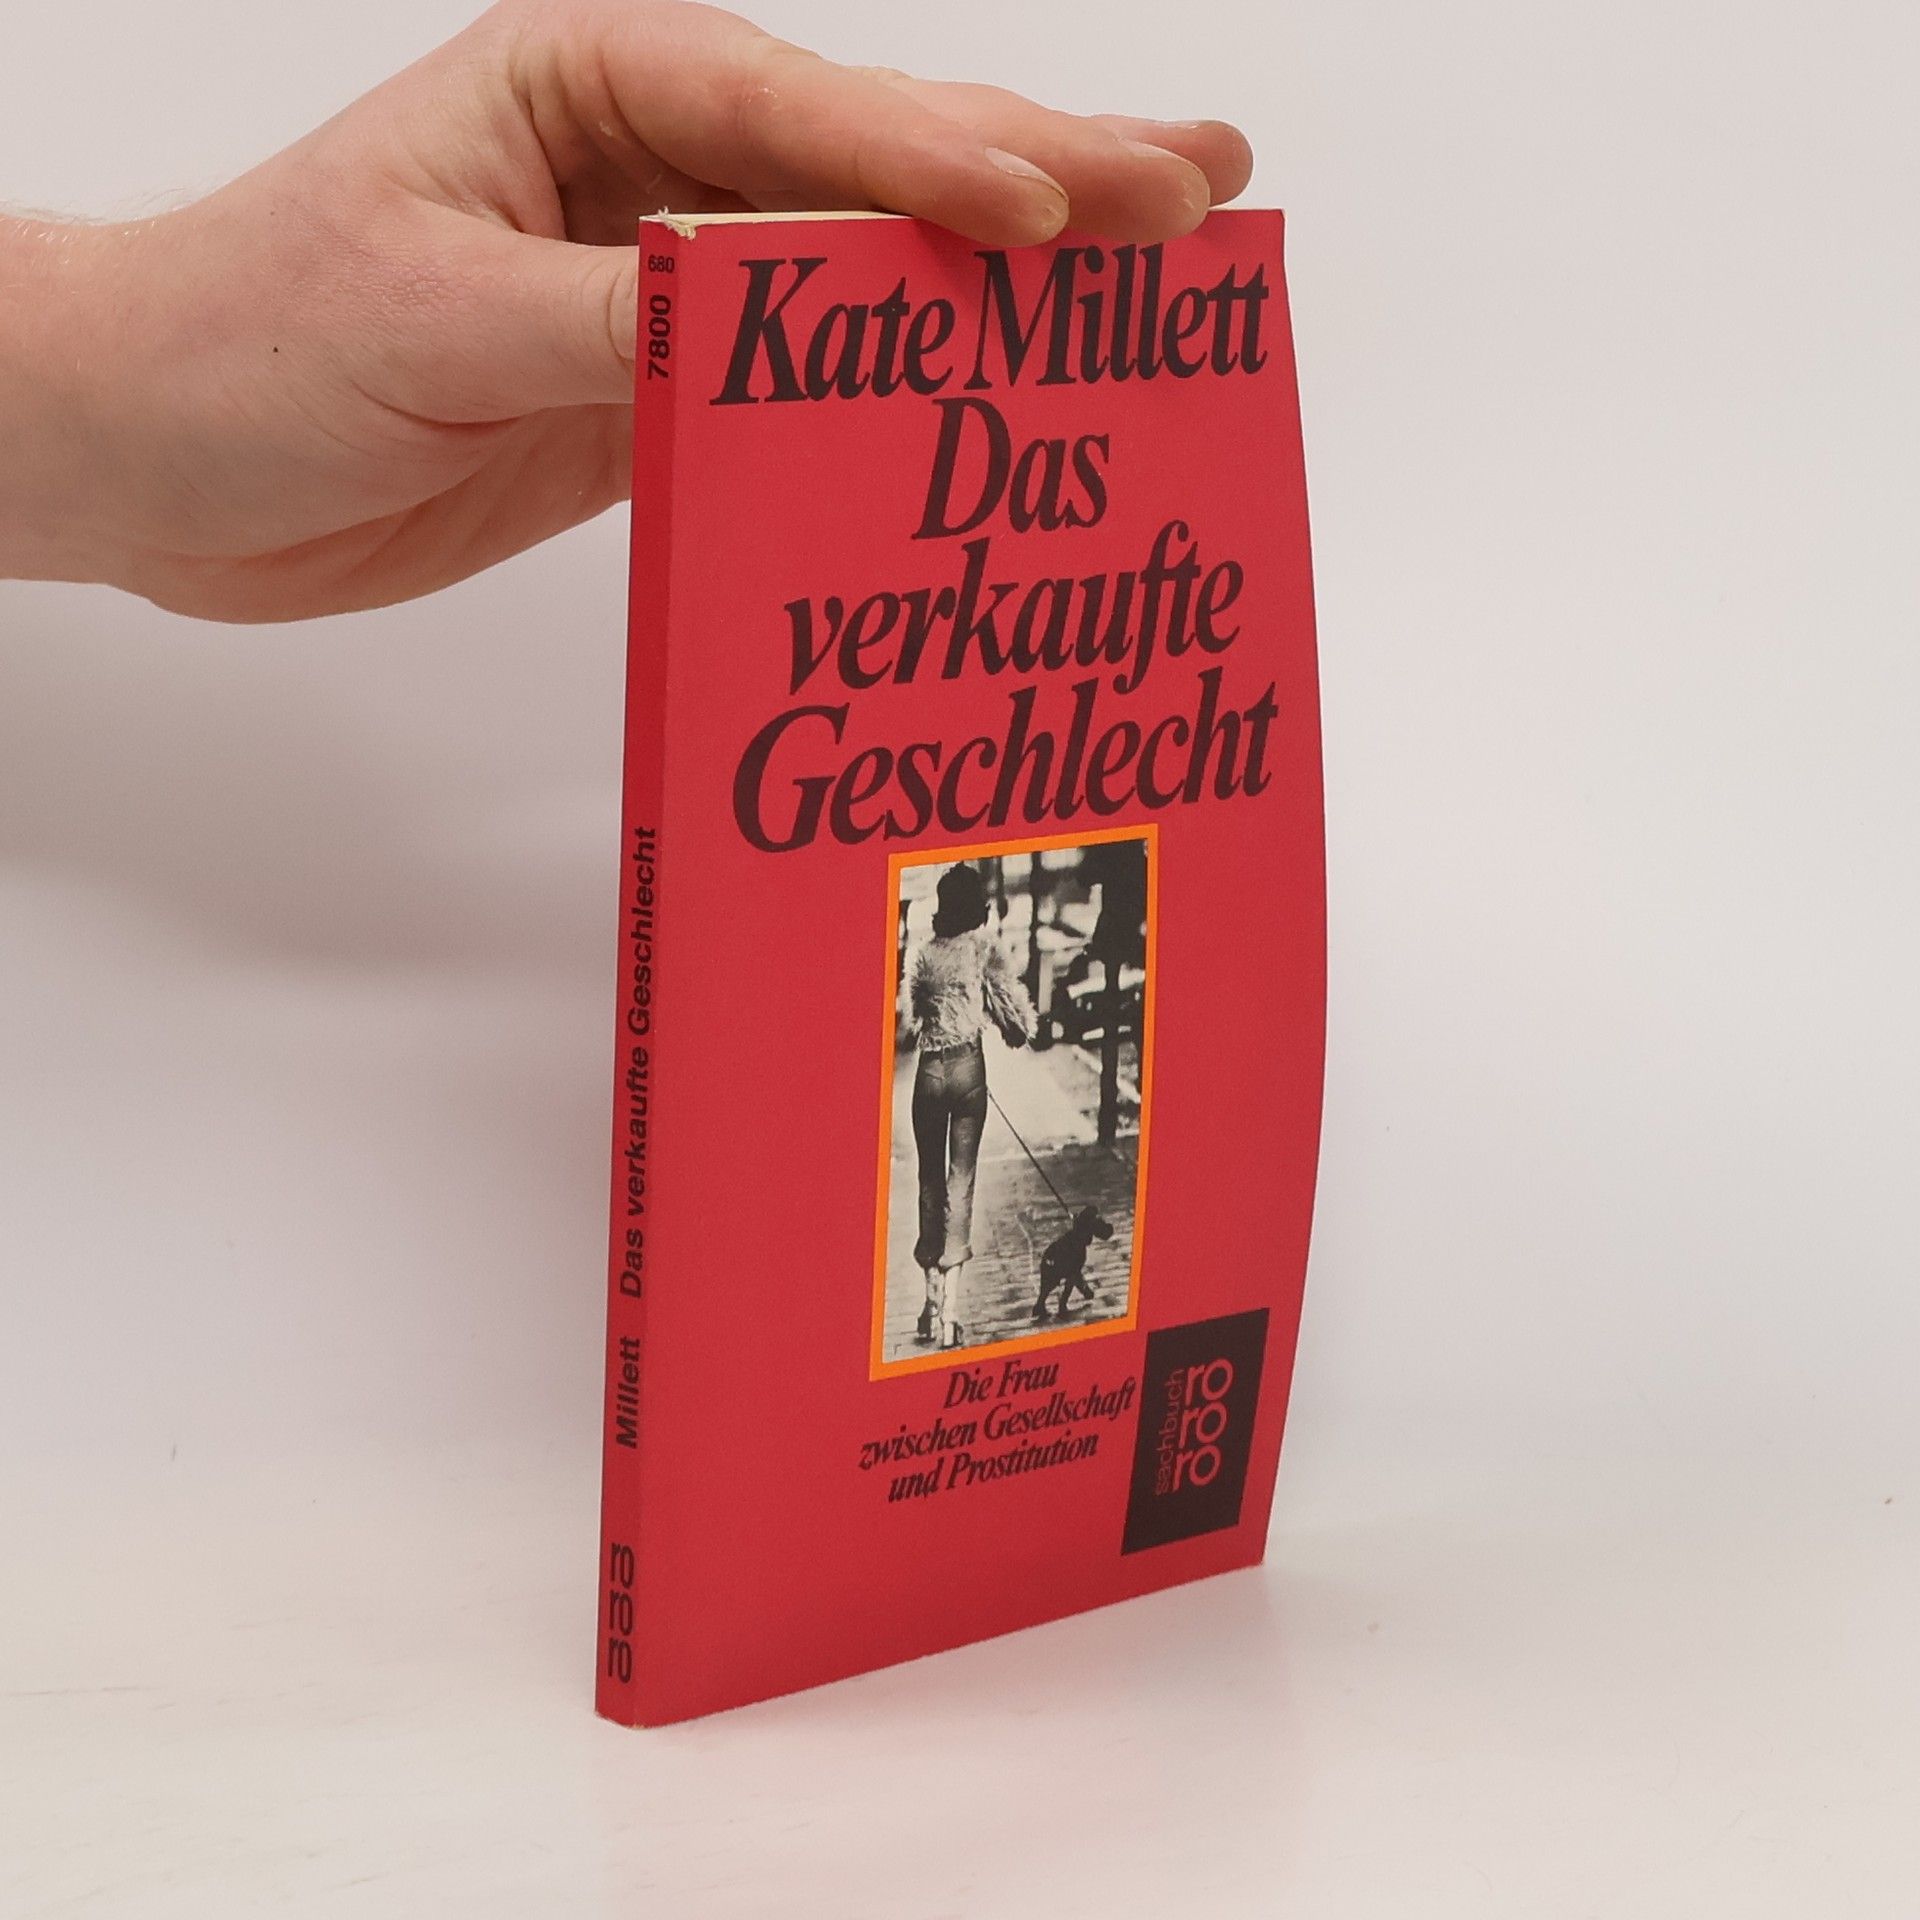 Kate Millett
Das
verkaufte
Geschlecht
Die Frau
zwischen Gesellschaft
und Prostitution
sachbuch
ro
ro
ro
680
7800
Millett Das verkaufte Geschlecht
ro
ro
ro